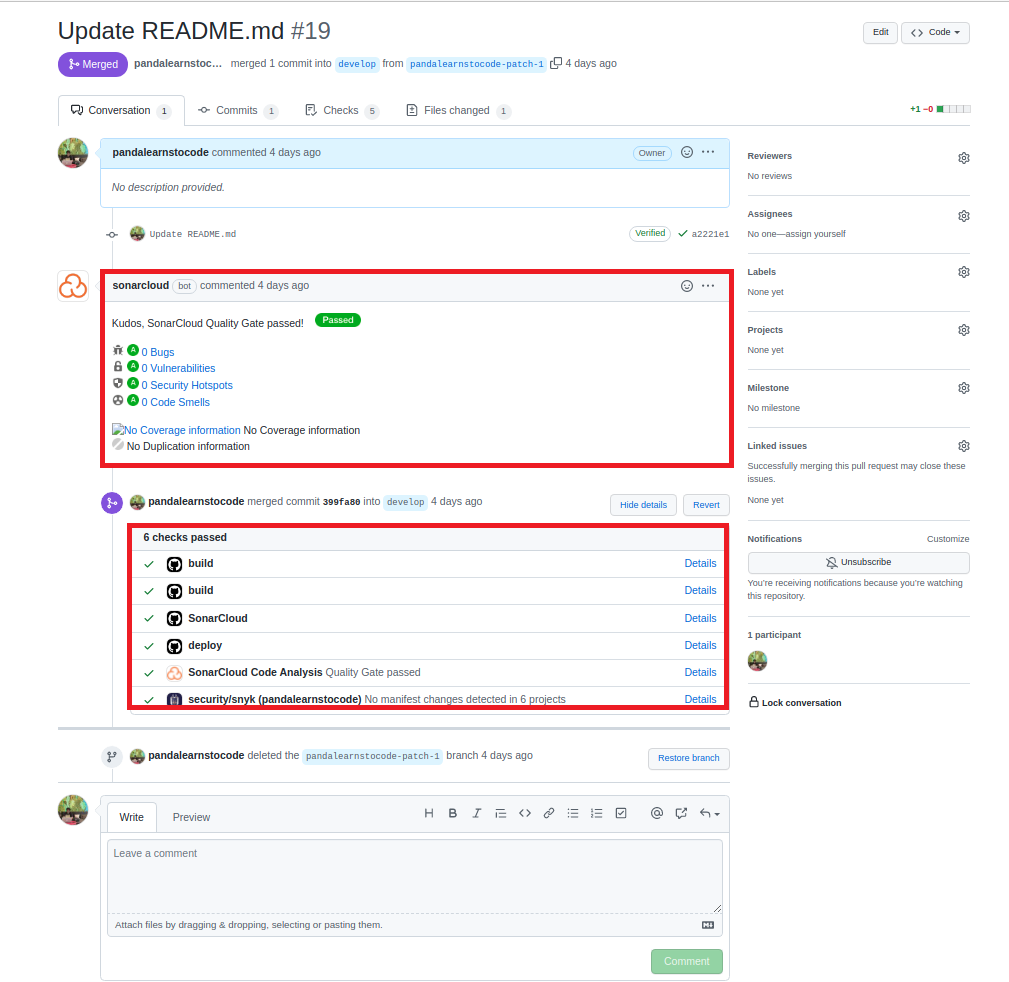 Update README.md #19
Edit
Code
Merged
pandalearnstoc... merged 1 commit into develop from pandalearnstocode-patch-1 4 days ago
Conversation 1
Commits 1
Checks 5
Files changed 1
+1 −0
pandalearnstocode commented 4 days ago
Owner
No description provided.
Update README.md
Verified
a2221e1
sonarcloud bot commented 4 days ago
Kudos, SonarCloud Quality Gate passed! Passed
A 0 Bugs
A 0 Vulnerabilities
A 0 Security Hotspots
A 0 Code Smells
No Coverage information No Coverage information
No Duplication information
pandalearnstocode merged commit 399fa80 into develop 4 days ago
Hide details
Revert
6 checks passed
build Details
build Details
SonarCloud Details
deploy Details
SonarCloud Code Analysis Quality Gate passed Details
security/snyk (pandalearnstocode) No manifest changes detected in 6 projects Details
pandalearnstocode deleted the pandalearnstocode-patch-1 branch 4 days ago
Restore branch
Write
Preview
Leave a comment
Attach files by dragging & dropping, selecting or pasting them.
Comment
Reviewers
No reviews
Assignees
No one—assign yourself
Labels
None yet
Projects
None yet
Milestone
No milestone
Linked issues
Successfully merging this pull request may close these
issues.
None yet
Notifications
Customize
Unsubscribe
You're receiving notifications because you're watching
this repository.
1 participant
Lock conversation